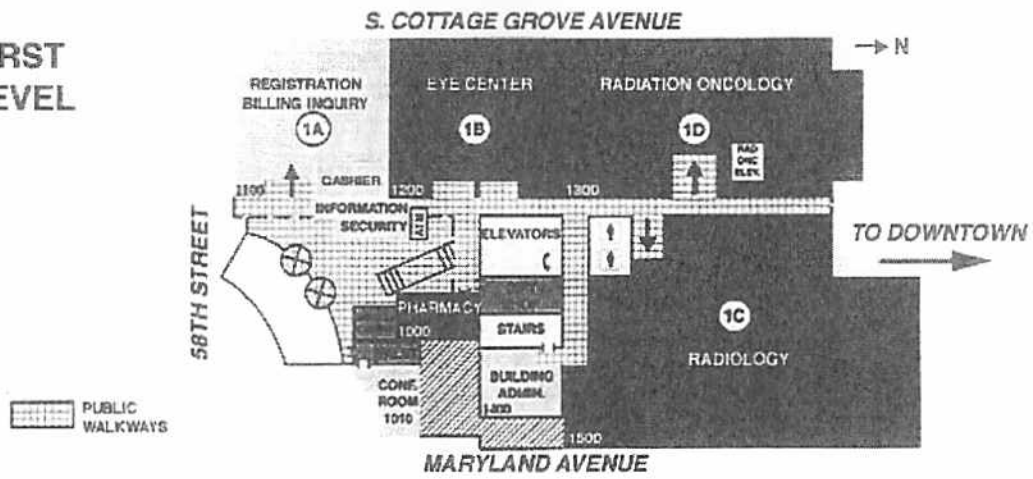 S. COTTAGE GROVE AVENUE
RST
EVEL
N
REGISTRATION
BILLING INQUIRY
1A
EYE CENTER
1B
RADIATION ONCOLOGY
1D
RAD
ONC
ELEV.
CASHIER
1100
1200
1300
INFORMATION
SECURITY
ATM
ELEVATORS
58TH STREET
TO DOWNTOWN
PHARMACY
1000
STAIRS
1C
RADIOLOGY
CONF.
ROOM
1010
BUILDING
ADMIN.
1400
1500
PUBLIC
WALKWAYS
MARYLAND AVENUE